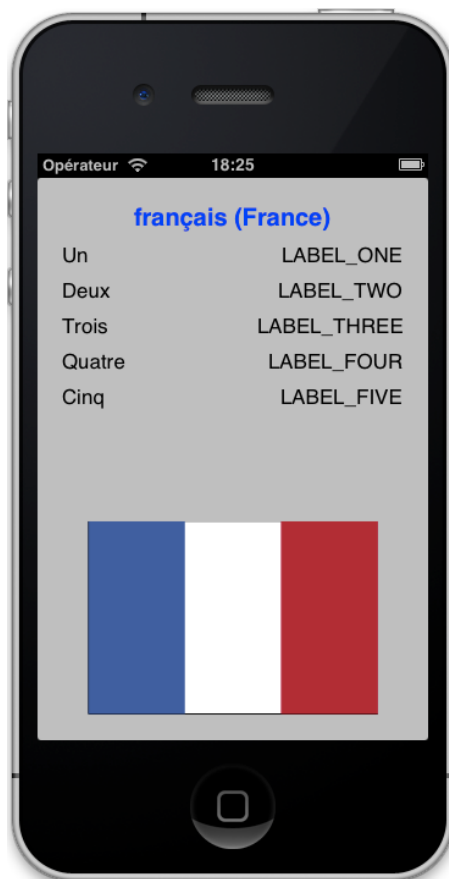 Opérateur 18:25
français (France)
Un LABEL_ONE
Deux LABEL_TWO
Trois LABEL_THREE
Quatre LABEL_FOUR
Cinq LABEL_FIVE